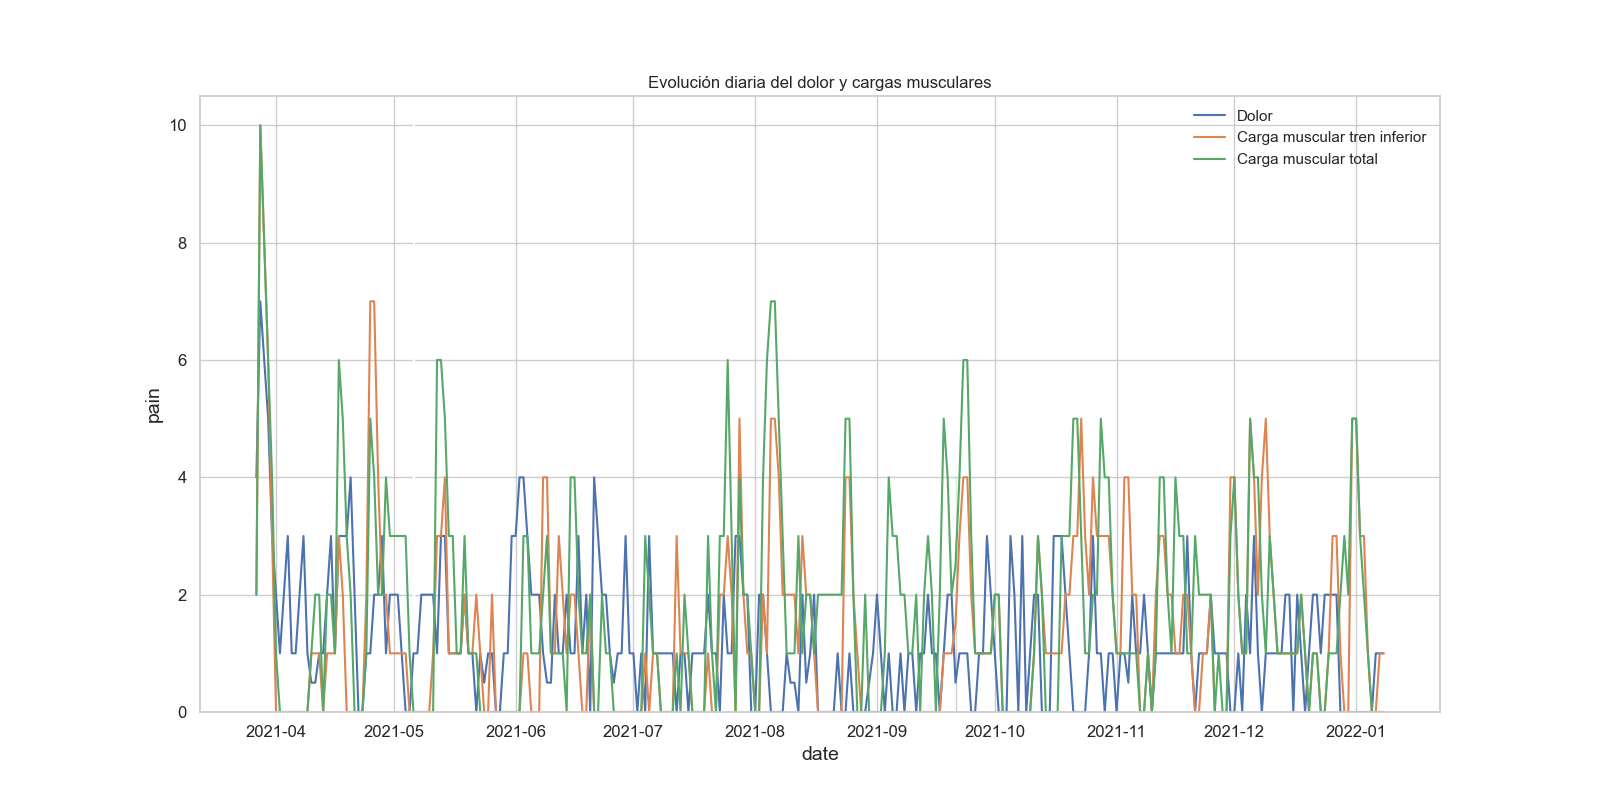 Evolución diaria del dolor y cargas musculares
Dolor
Carga muscular tren inferior
Carga muscular total
10
8
6
4
2
0
pain
2021-04 2021-05 2021-06 2021-07 2021-08 2021-09 2021-10 2021-11 2021-12 2022-01
date